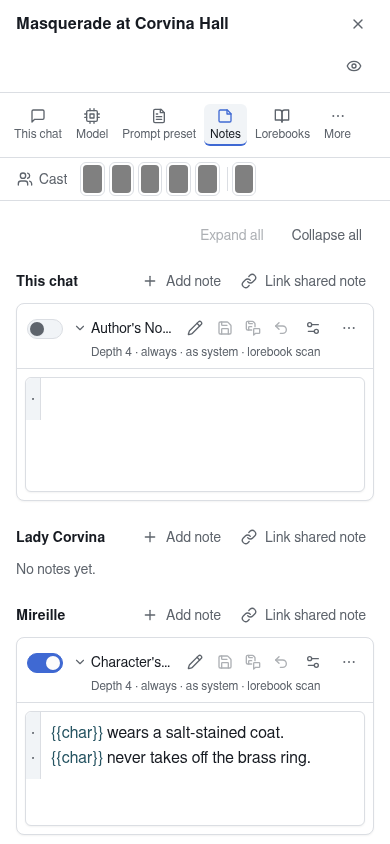 Masquerade at Corvina Hall
This chat
Model
Prompt preset
Notes
Lorebooks
More
Cast
Expand all
Collapse all
This chat
Add note
Link shared note
Author's No...
Depth 4 · always · as system · lorebook scan
Lady Corvina
Add note
Link shared note
No notes yet.
Mireille
Add note
Link shared note
Character's...
Depth 4 · always · as system · lorebook scan
{{char}} wears a salt-stained coat.
{{char}} never takes off the brass ring.